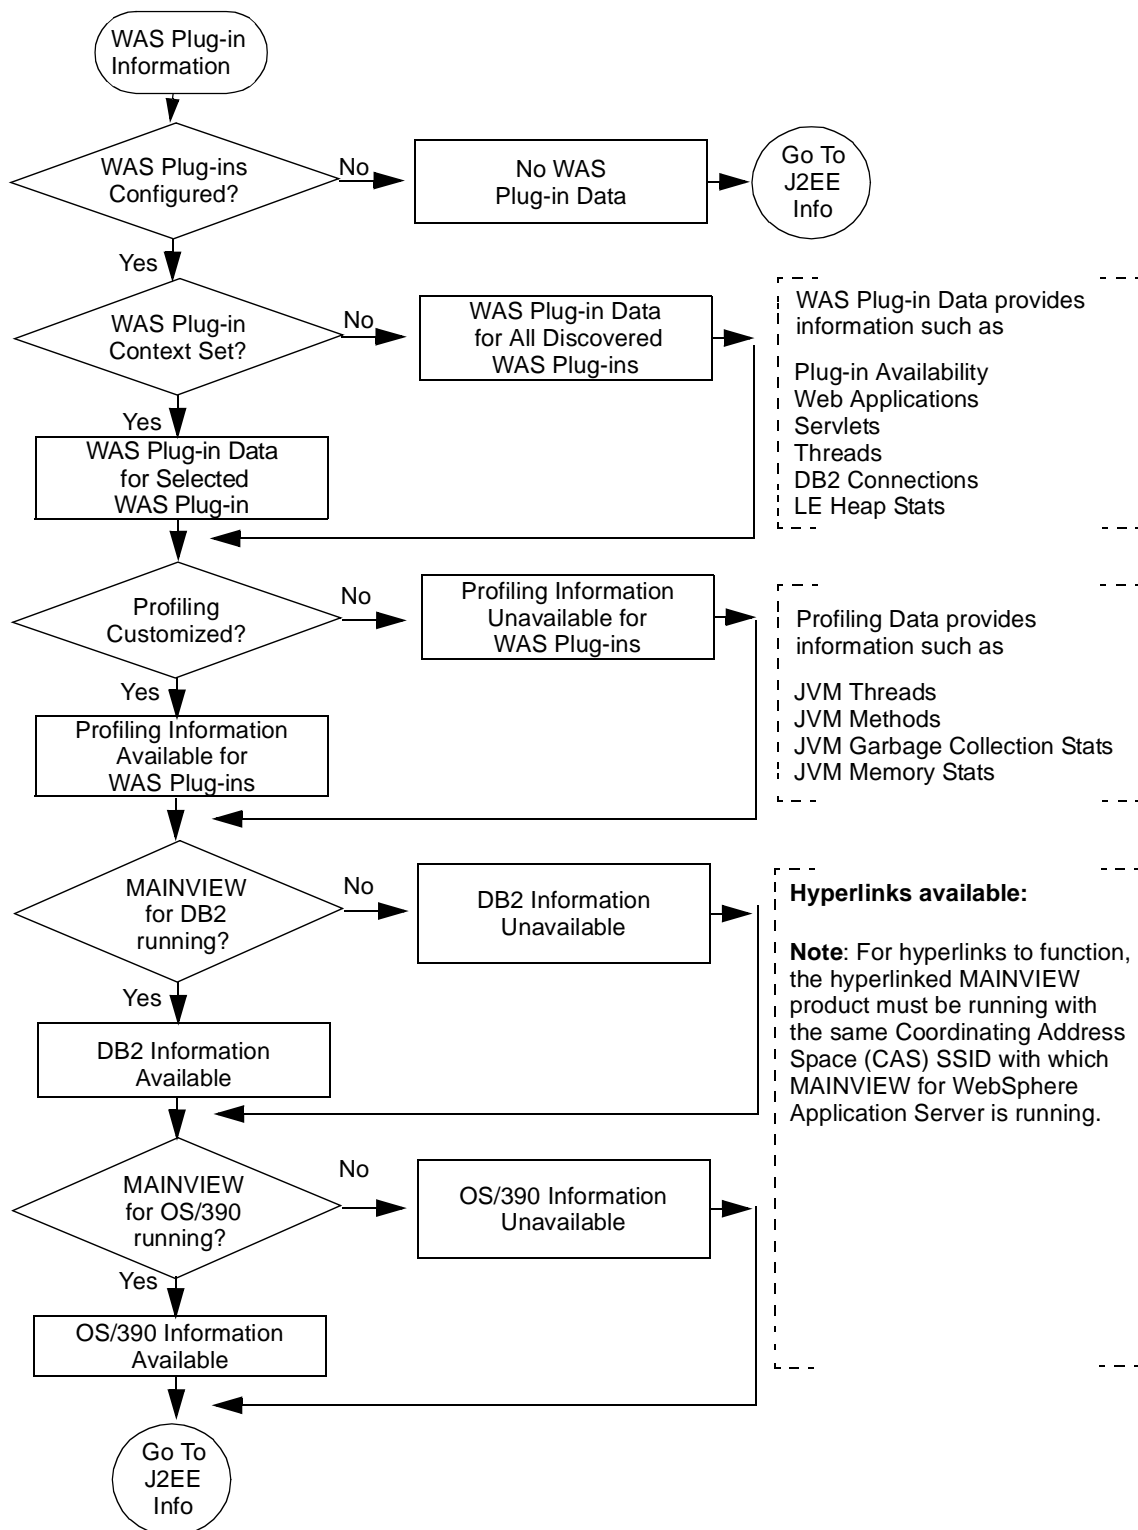 WAS Plug-in
Information
WAS Plug-ins
Configured?
No
No WAS
Plug-in Data
Go To
J2EE
Info
Yes
WAS Plug-in
Context Set?
No
WAS Plug-in Data
for All Discovered
WAS Plug-ins
WAS Plug-in Data provides
information such as
Plug-in Availability
Web Applications
Servlets
Threads
DB2 Connections
LE Heap Stats
Yes
WAS Plug-in Data
for Selected
WAS Plug-in
Profiling
Customized?
No
Profiling Information
Unavailable for
WAS Plug-ins
Profiling Data provides
information such as
JVM Threads
JVM Methods
JVM Garbage Collection Stats
JVM Memory Stats
Yes
Profiling Information
Available for
WAS Plug-ins
MAINVIEW
for DB2
running?
No
DB2 Information
Unavailable
Hyperlinks available:
Note: For hyperlinks to function,
the hyperlinked MAINVIEW
product must be running with
the same Coordinating Address
Space (CAS) SSID with which
MAINVIEW for WebSphere
Application Server is running.
Yes
DB2 Information
Available
MAINVIEW
for OS/390
running?
No
OS/390 Information
Unavailable
Yes
OS/390 Information
Available
Go To
J2EE
Info